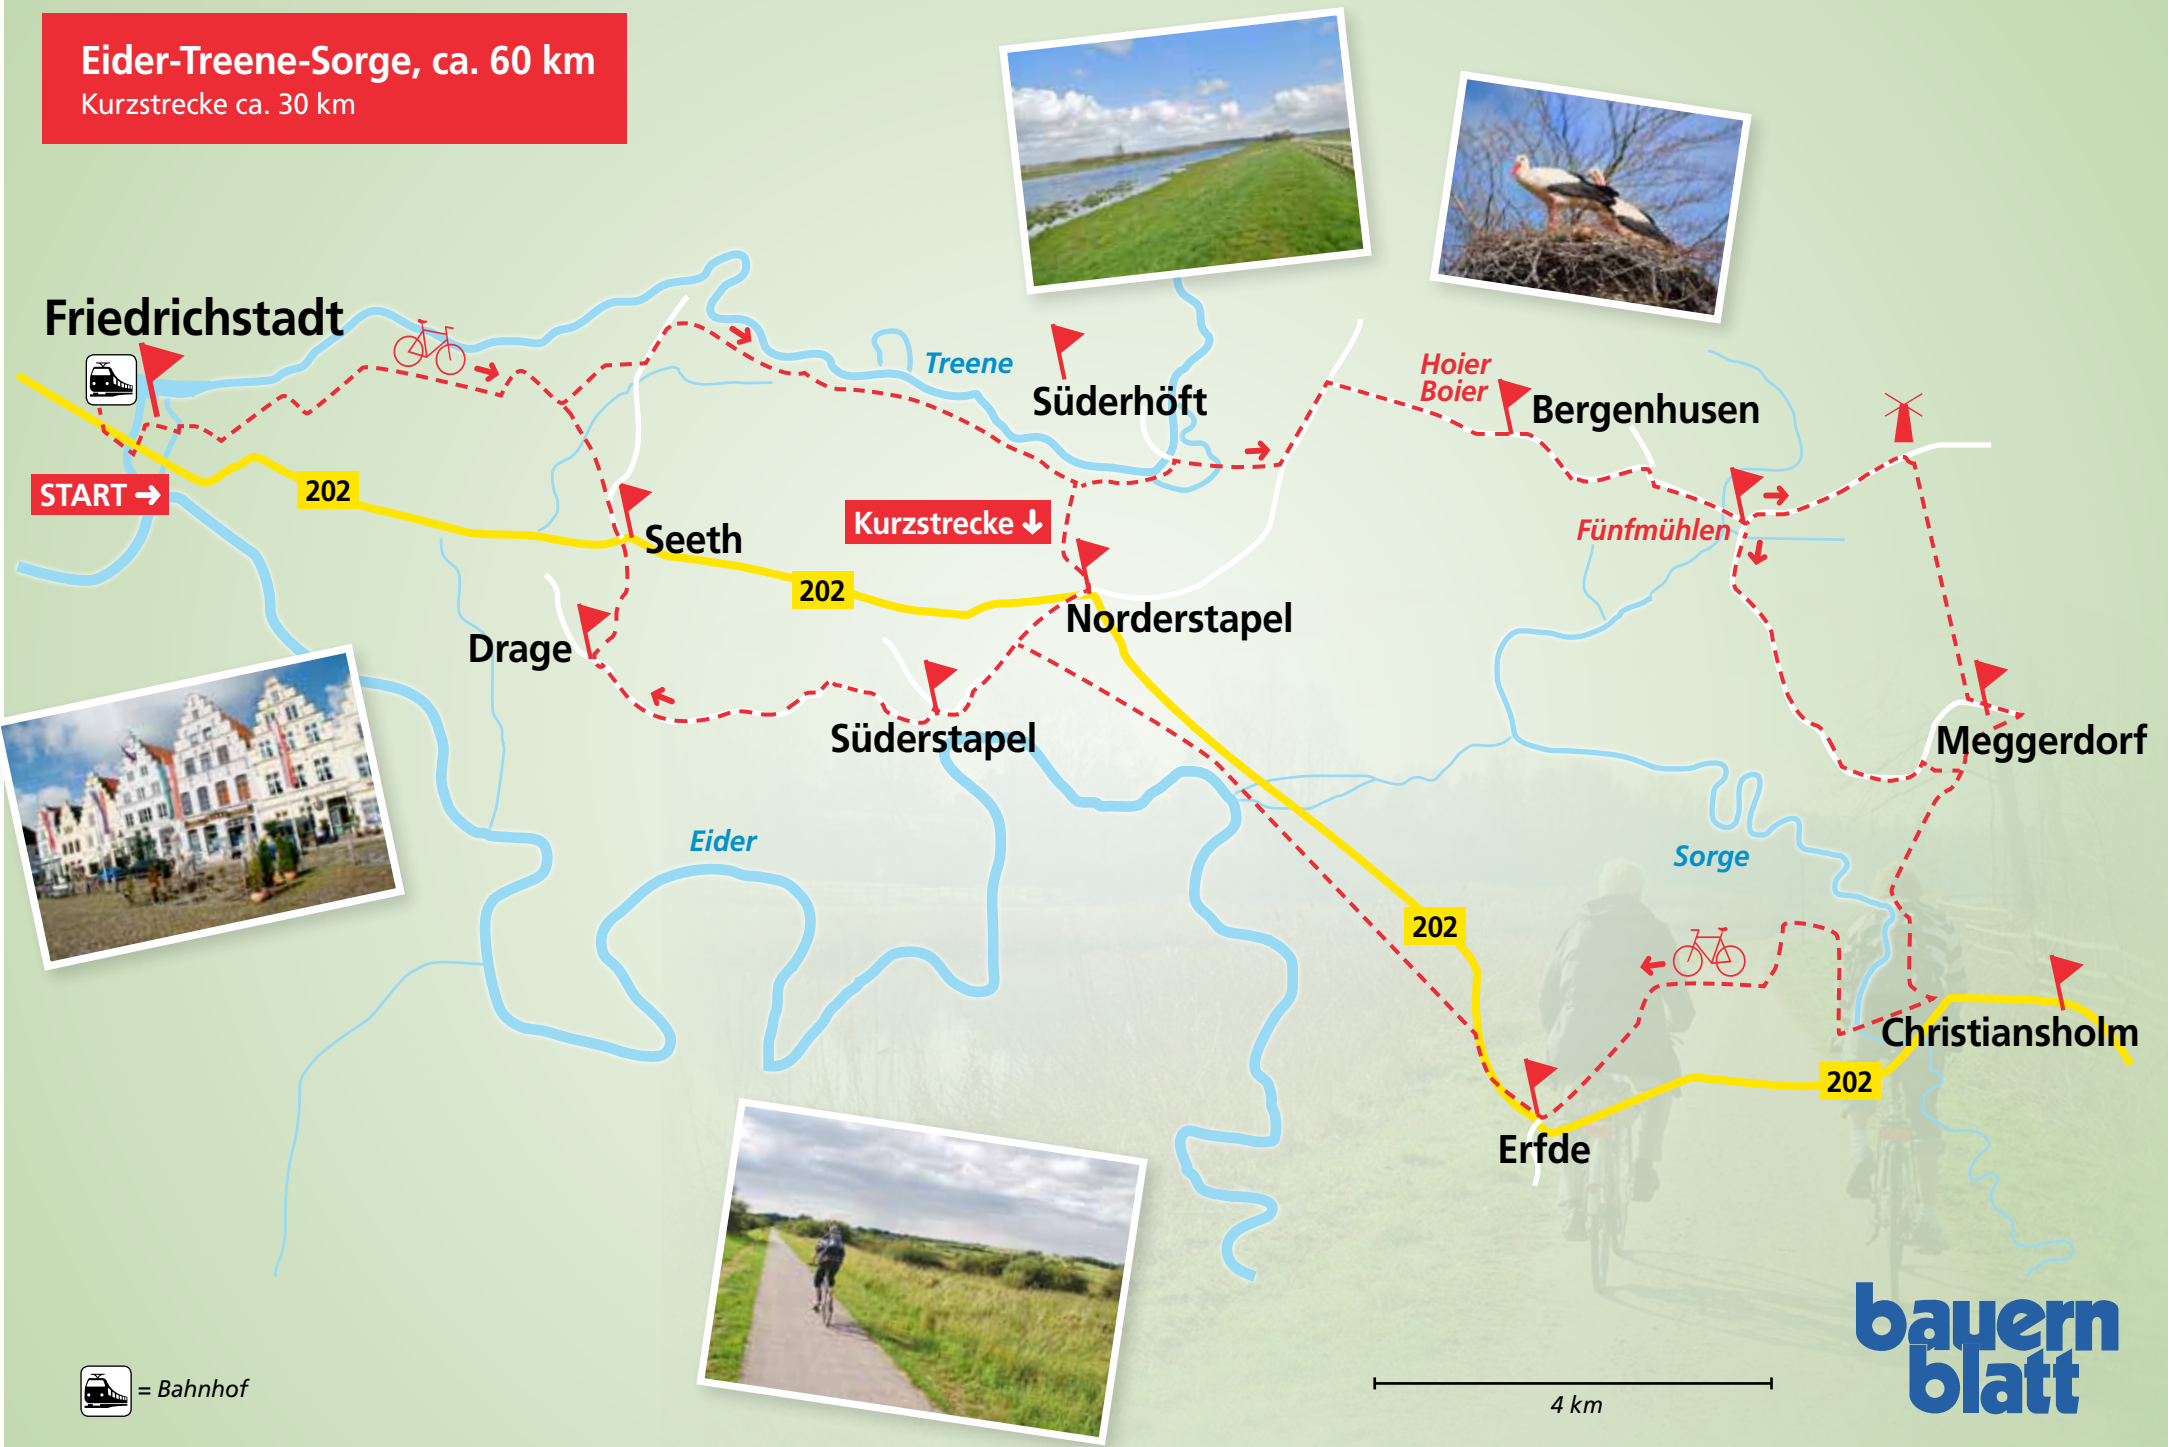 Eider-Treene-Sorge, ca. 60 km
Kurzstrecke ca. 30 km
Friedrichstadt
START
202
Treene
Süderhöft
Hoier
Boier
Bergenhusen
Seeth
Kurzstrecke
Fünfmühlen
202
Norderstapel
Drage
Süderstapel
Meggerdorf
Eider
Sorge
202
Christiansholm
202
Erfde
= Bahnhof
4 km
bauern
blatt